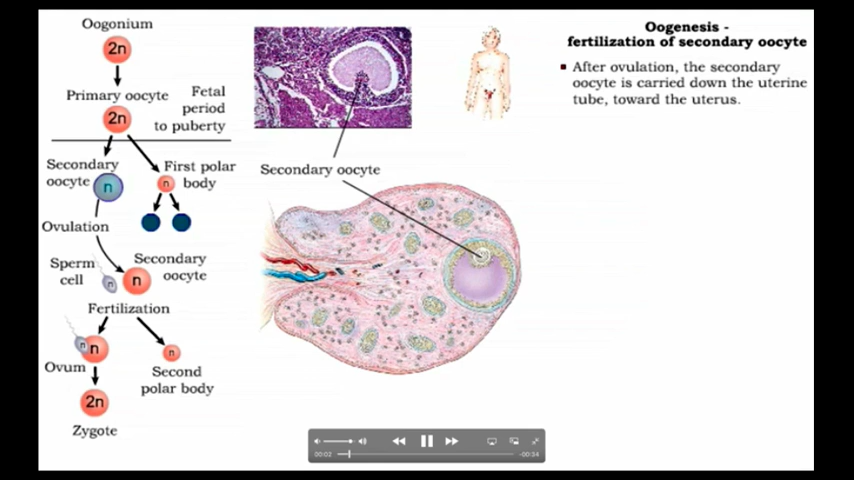 Oogonium
2n
Primary oocyte
2n
Fetal
period
to puberty
Secondary
oocyte
n
First polar
body
n
Ovulation
Sperm
cell
n
n
Secondary
oocyte
Fertilization
n
n
n
Ovum
Second
polar body
2n
Zygote
Secondary oocyte
Oogenesis -
fertilization of secondary oocyte
After ovulation, the secondary
oocyte is carried down the uterine
tube, toward the uterus.
00:02
-00:34